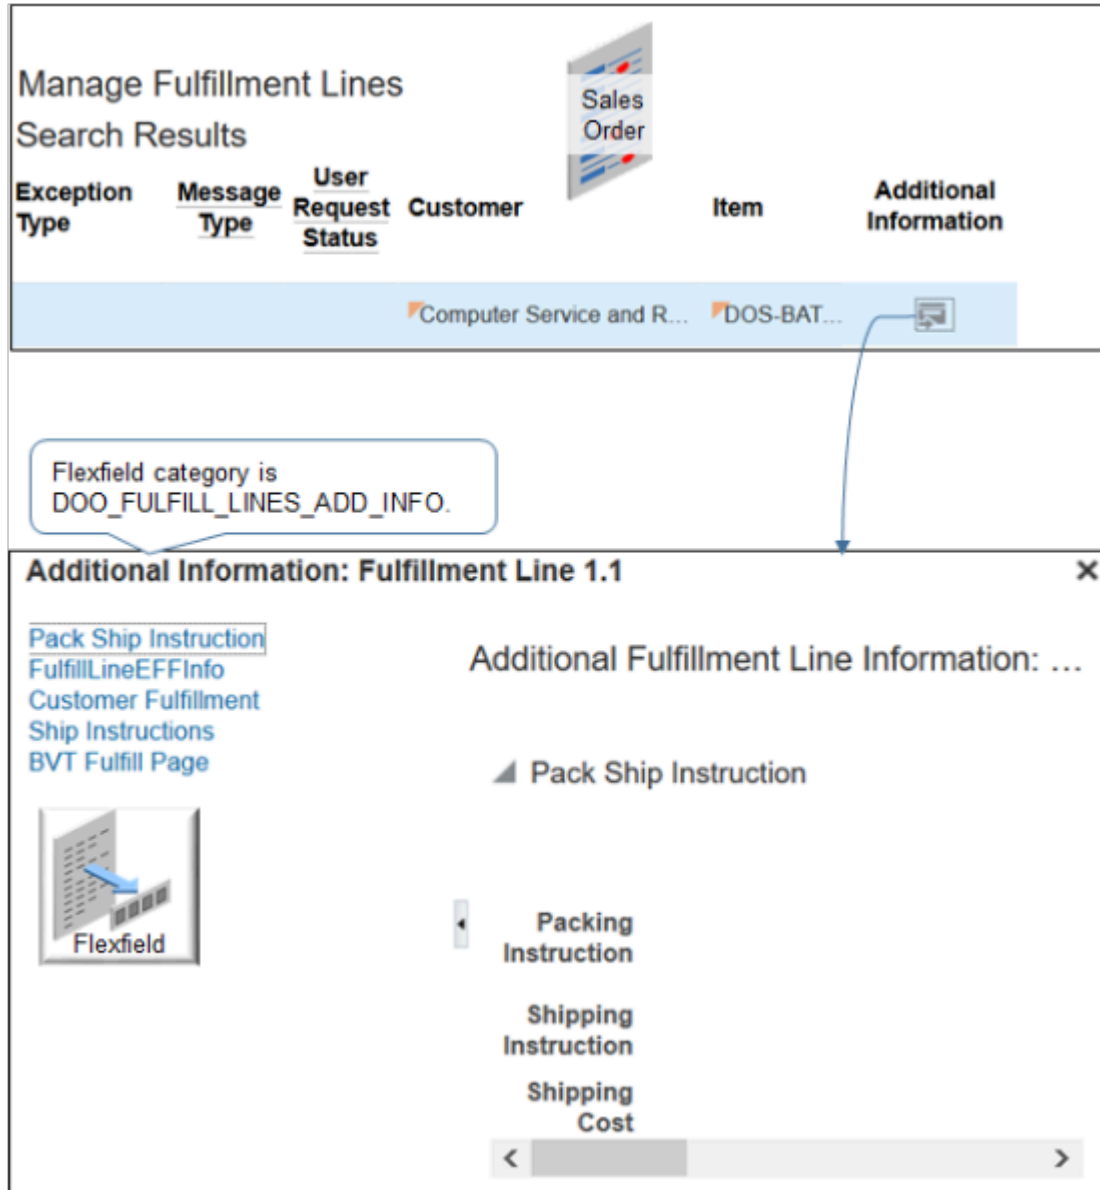 Manage Fulfillment Lines
Search Results
Sales
Order
Exception
Type
Message
Type
User
Request
Status
Customer
Item
Additional
Information
Computer Service and R...
DOS-BAT...
Flexfield category is
DOO_FULFILL_LINES_ADD_INFO.
Additional Information: Fulfillment Line 1.1
Pack Ship Instruction
FulfillLineEFFInfo
Customer Fulfillment
Ship Instructions
BVT Fulfill Page
Flexfield
Additional Fulfillment Line Information: ...
Pack Ship Instruction
Packing
Instruction
Shipping
Instruction
Shipping
Cost